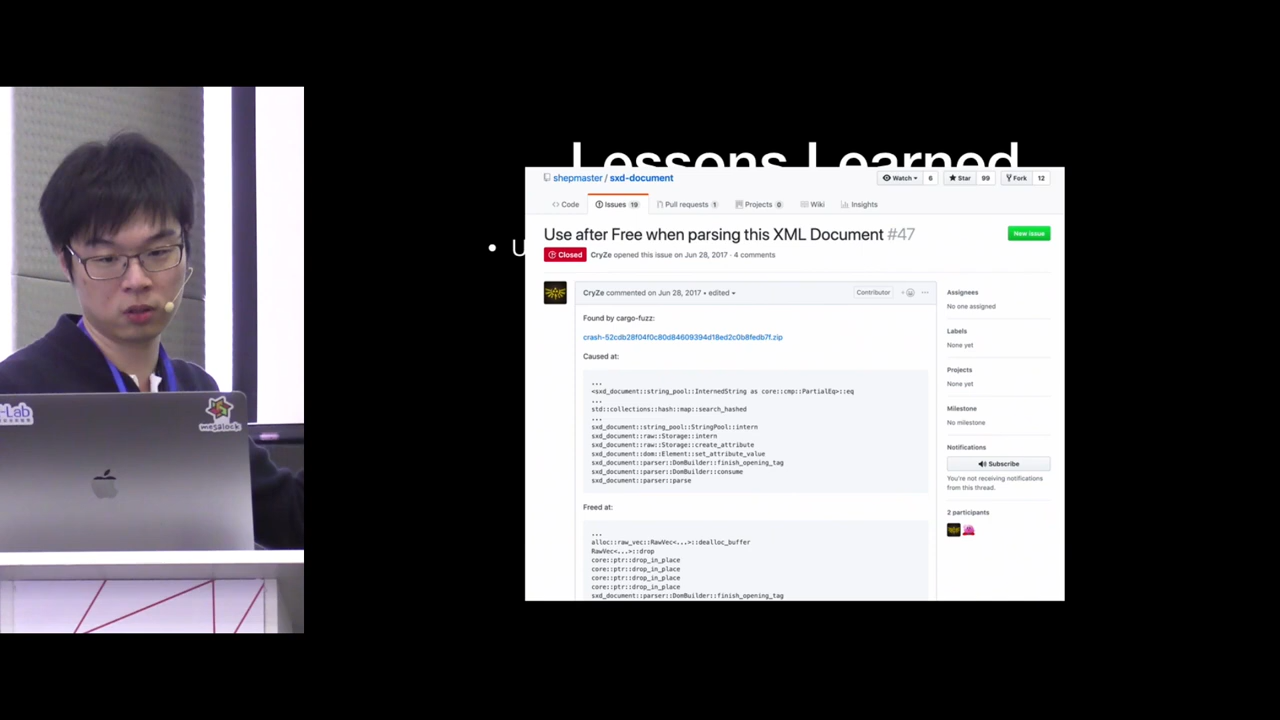 Lessons Learned
shepmaster / sxd-document
Watch 6 Star 99 Fork 12
Code Issues 19 Pull requests 1 Projects 0 Wiki Insights
Use after Free when parsing this XML Document #47
New issue
Closed CryZe opened this issue on Jun 28, 2017 · 4 comments
CryZe commented on Jun 28, 2017 • edited
Contributor
Found by cargo-fuzz:
crash-52cdb28f04f0c80d84609394d18ed2c0b8fedb7f.zip
Caused at:
...
<sxd_document::string_pool::InternedString as core::cmp::PartialEq>::eq
...
std::collections::hash::map::search_hashed
...
sxd_document::string_pool::StringPool::intern
sxd_document::raw::Storage::intern
sxd_document::raw::Storage::create_attribute
sxd_document::dom::Element::set_attribute_value
sxd_document::parser::DomBuilder::finish_opening_tag
sxd_document::parser::DomBuilder::consume
sxd_document::parser::parse
Freed at:
...
alloc::raw_vec::RawVec<...>::dealloc_buffer
RawVec<...>::drop
core::ptr::drop_in_place
core::ptr::drop_in_place
core::ptr::drop_in_place
core::ptr::drop_in_place
sxd_document::parser::DomBuilder::finish_opening_tag
Assignees
No one assigned
Labels
None yet
Projects
None yet
Milestone
No milestone
Notifications
Subscribe
You're not receiving notifications
from this thread.
2 participants
-Lab
mesalock